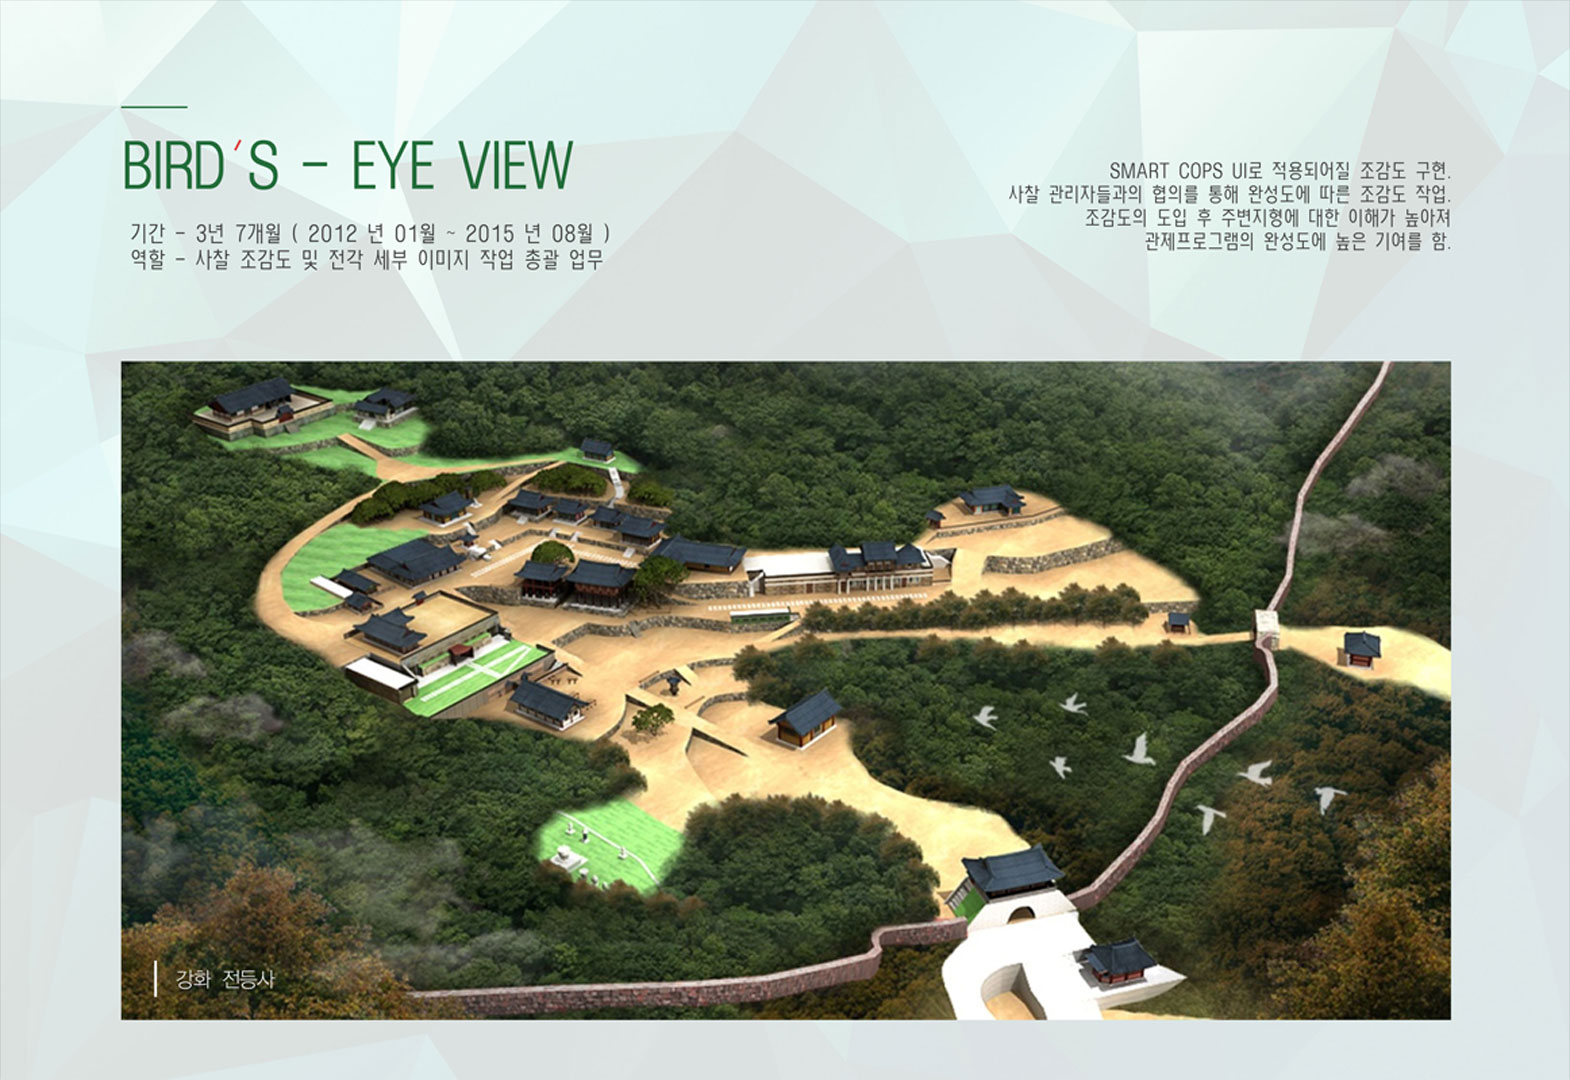 BIRD'S - EYE VIEW
기간 - 3년 7개월 ( 2012 년 01월 ~ 2015 년 08월 )
역할 - 사찰 조감도 및 전각 세부 이미지 작업 총괄 업무
SMART COPS UI로 적용되어질 조감도 구현.
사찰 관리자들과의 협의를 통해 완성도에 따른 조감도 작업.
조감도의 도입 후 주변지형에 대한 이해가 높아져
관제프로그램의 완성도에 높은 기여를 함.
강화 전등사